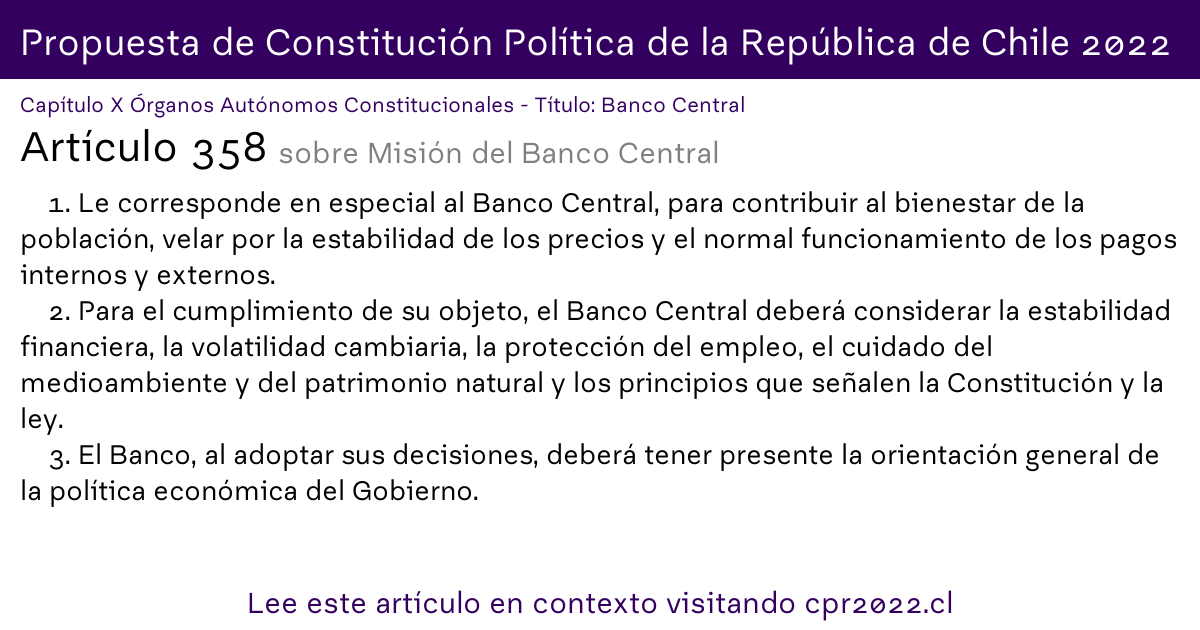 Propuesta de Constitución Política de la República de Chile 2022
Capítulo X Órganos Autónomos Constitucionales - Título: Banco Central
Artículo 358 sobre Misión del Banco Central
1. Le corresponde en especial al Banco Central, para contribuir al bienestar de la
población, velar por la estabilidad de los precios y el normal funcionamiento de los pagos
internos y externos.
2. Para el cumplimiento de su objeto, el Banco Central deberá considerar la estabilidad
financiera, la volatilidad cambiaria, la protección del empleo, el cuidado del
medioambiente y del patrimonio natural y los principios que señalen la Constitución y la
ley.
3. El Banco, al adoptar sus decisiones, deberá tener presente la orientación general de
la política económica del Gobierno.
Lee este artículo en contexto visitando cpr2022.cl